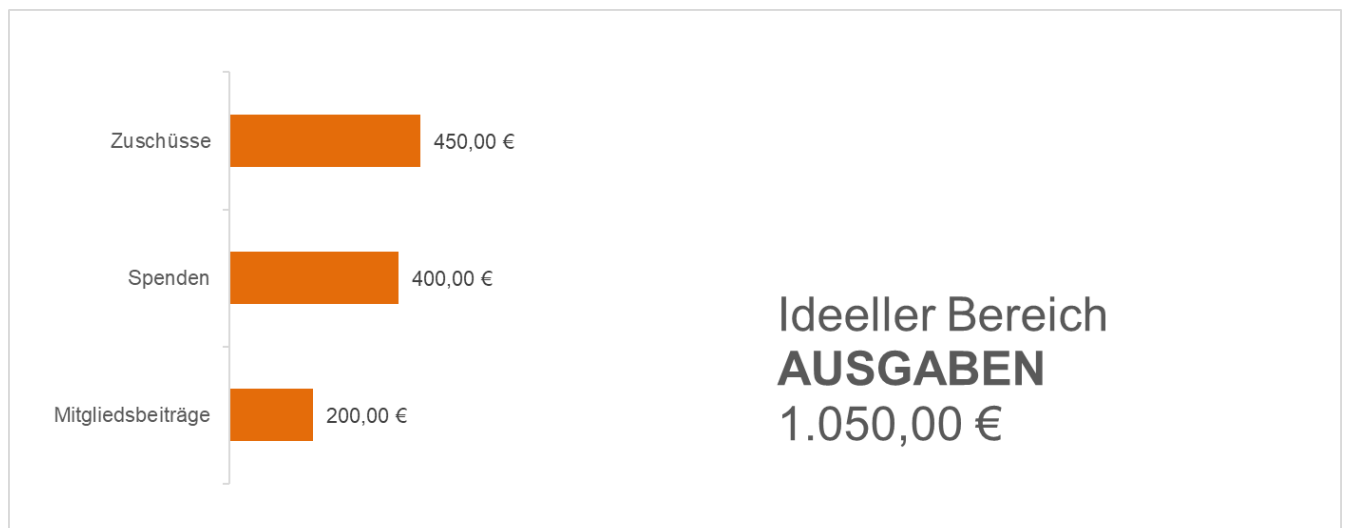 Zuschüsse 450,00 €
Spenden 400,00 €
Mitgliedsbeiträge 200,00 €
Ideeller Bereich
AUSGABEN
1.050,00 €